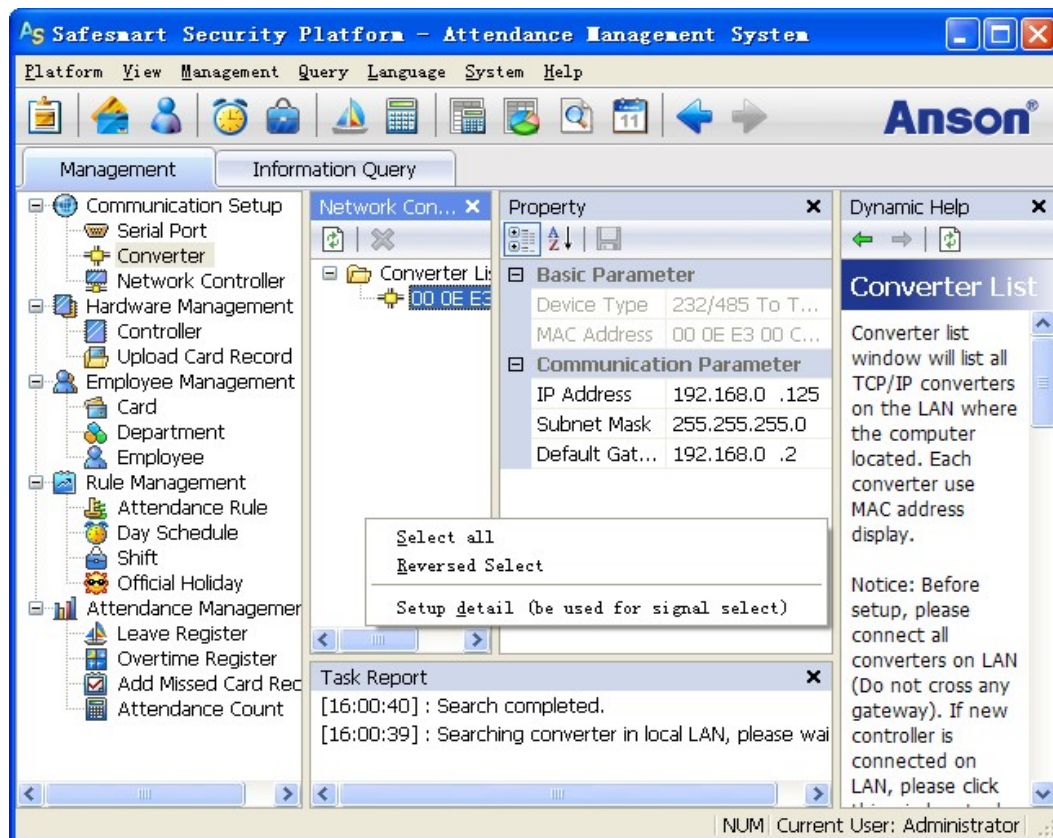 AS Safesmart Security Platform - Attendance Management System
Platform View Management Query Language System Help
11
Anson®
Management Information Query
Communication Setup
Serial Port
Converter
Network Controller
Hardware Management
Controller
Upload Card Record
Employee Management
Card
Department
Employee
Rule Management
Attendance Rule
Day Schedule
Shift
Official Holiday
Attendance Managemer
Leave Register
Overtime Register
Add Missed Card Rec
Attendance Count
Network Con...
Converter Li
00 0E E3
Property
Basic Parameter
Device Type 232/485 To T...
MAC Address 00 0E E3 00 C...
Communication Parameter
IP Address 192.168.0 .125
Subnet Mask 255.255.255.0
Default Gat... 192.168.0 .2
Select all
Reversed Select
Setup detail (be used for signal select)
Task Report
[16:00:40] : Search completed.
[16:00:39] : Searching converter in local LAN, please wai
Dynamic Help
Converter List
Converter list
window will list all
TCP/IP converters
on the LAN where
the computer
located. Each
converter use
MAC address
display.
Notice: Before
setup, please
connect all
converters on LAN
(Do not cross any
gateway). If new
controller is
connected on
LAN, please click
NUM Current User: Administrator